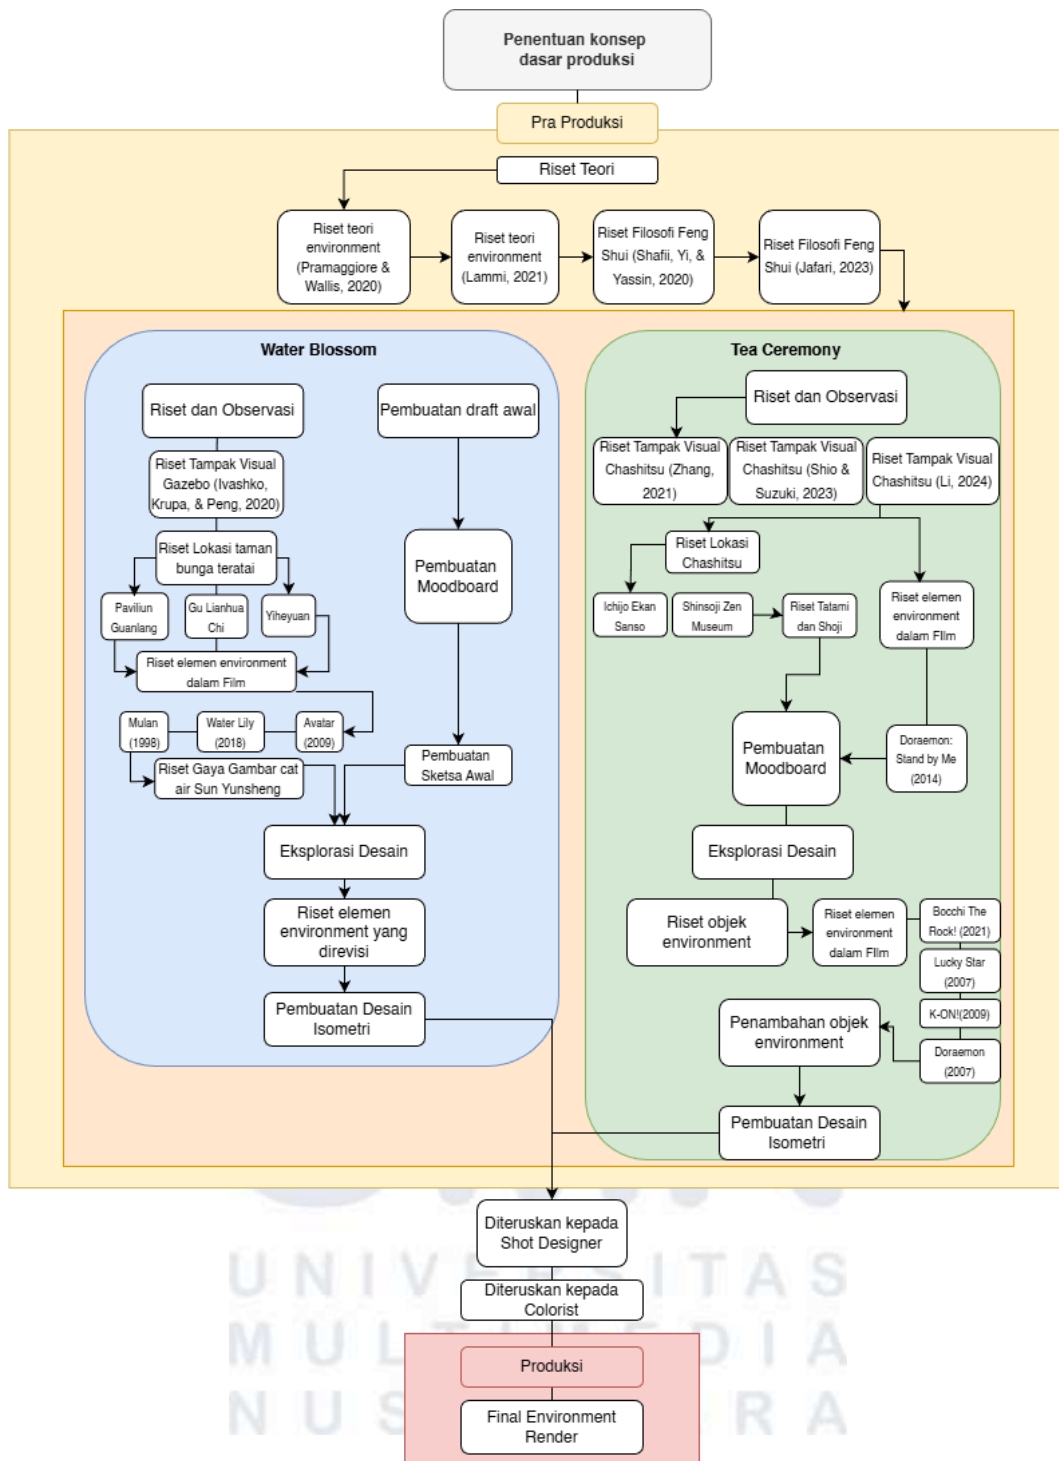 Penentuan konsep
dasar produksi
Pra Produksi
Riset Teori
Riset teori
environment
(Pramaggiore &
Wallis, 2020)
Riset teori
environment
(Lammi, 2021)
Riset Filosofi Feng
Shui (Shafii, Yi, &
Yassin, 2020)
Riset Filosofi Feng
Shui (Jafari, 2023)
Water Blossom
Riset dan Observasi
Pembuatan draft awal
Riset Tampak Visual
Gazebo (Ivashko,
Krupa, & Peng, 2020)
Riset Lokasi taman
bunga teratai
Paviliun
Guanlang
Gu Lianhua
Chi
Yiheyuan
Riset elemen environment
dalam Film
Mulan
(1998)
Water Lily
(2018)
Avatar
(2009)
Riset Gaya Gambar cat
air Sun Yunsheng
Pembuatan
Moodboard
Pembuatan
Sketsa Awal
Eksplorasi Desain
Riset elemen
environment yang
direvisi
Pembuatan Desain
Isometri
Tea Ceremony
Riset dan Observasi
Riset Tampak Visual
Chashitsu (Zhang,
2021)
Riset Tampak Visual
Chashitsu (Shio &
Suzuki, 2023)
Riset Tampak Visual
Chashitsu (Li, 2024)
Riset Lokasi
Chashitsu
Ichijo Ekan
Sanso
Shinsoji Zen
Museum
Riset Tatami
dan Shoji
Riset elemen
environment
dalam FIlm
Pembuatan
Moodboard
Doraemon:
Stand by Me
(2014)
Eksplorasi Desain
Riset objek
environment
Riset elemen
environment
dalam FIlm
Bocchi The
Rock! (2021)
Lucky Star
(2007)
K-ON!(2009)
Doraemon
(2007)
Penambahan objek
environment
Pembuatan Desain
Isometri
Diteruskan kepada
Shot Designer
Diteruskan kepada
Colorist
Produksi
Final Environment
Render
UNIVERSITAS
MULTIMEDIA
NUSANTARA